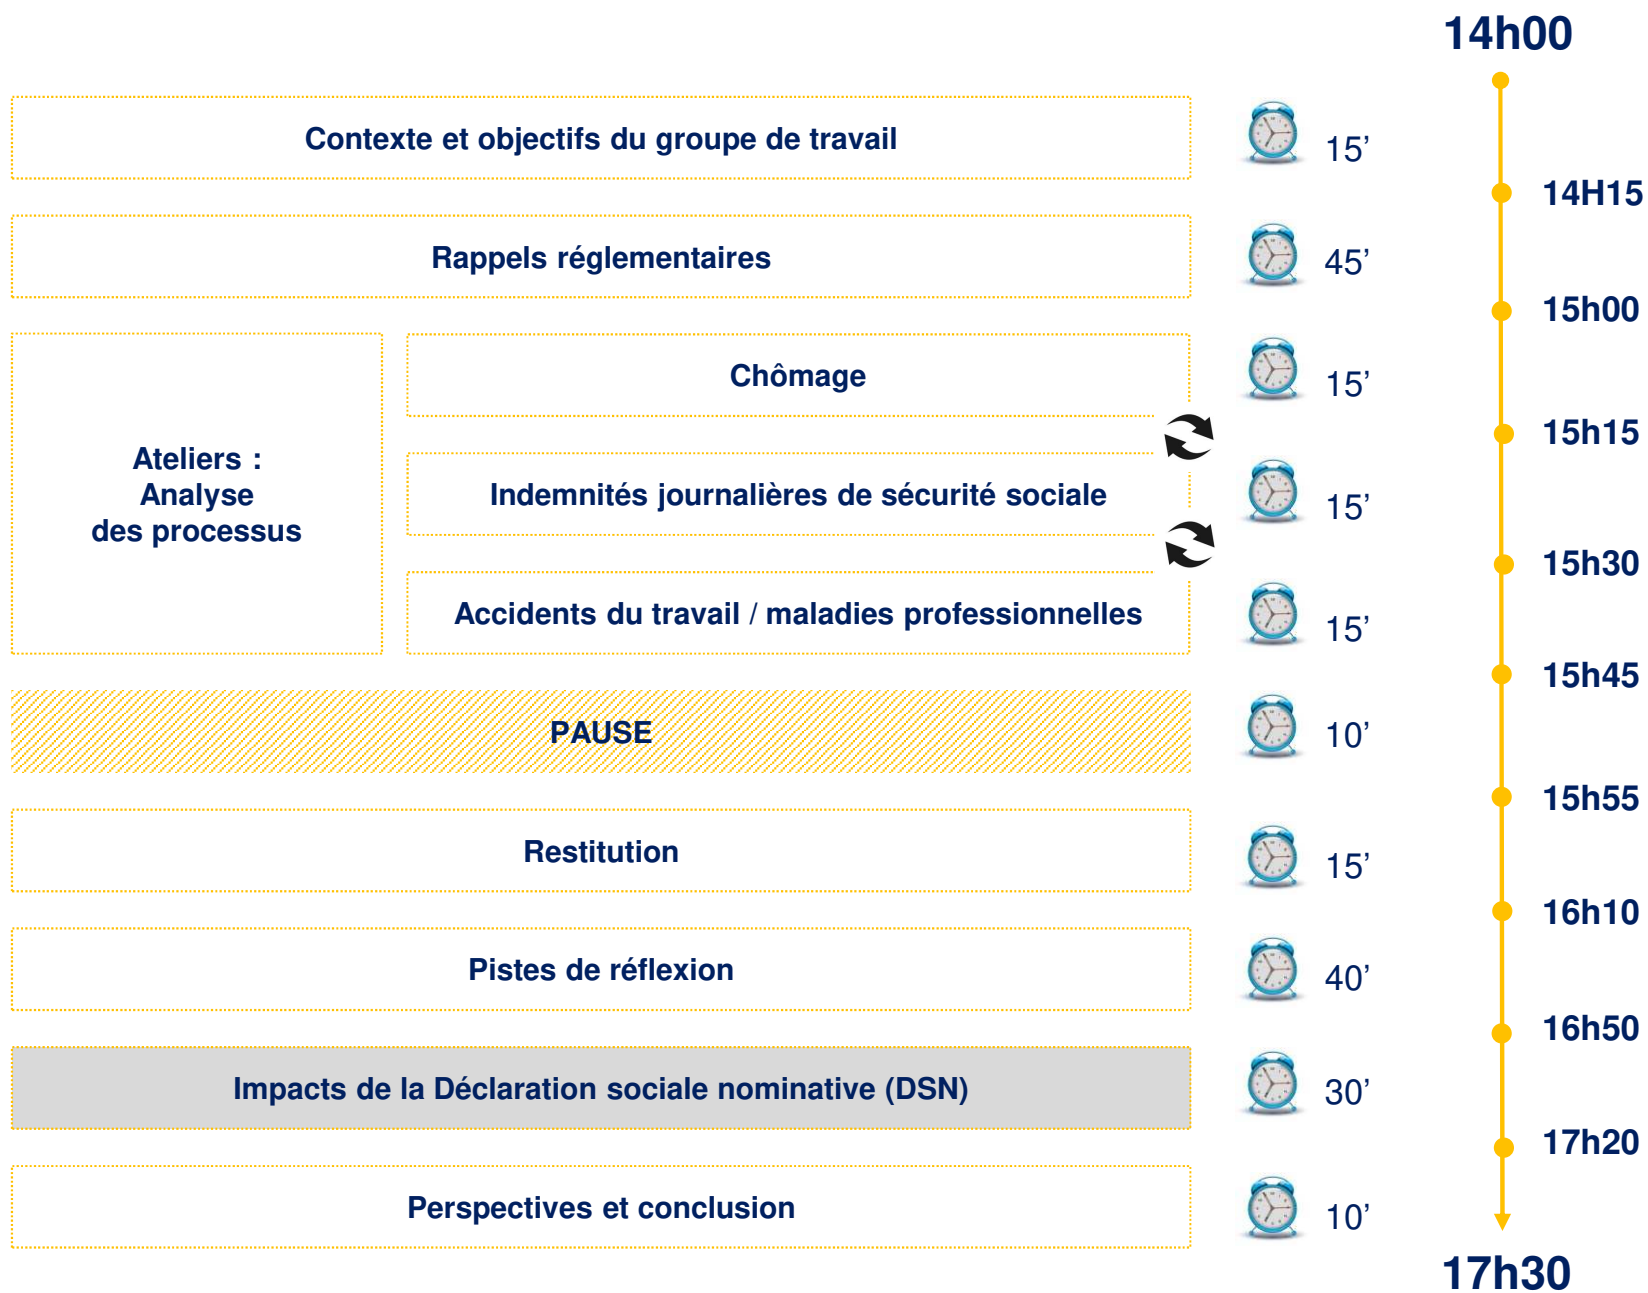 14h00
Contexte et objectifs du groupe de travail
15’
14H15
Rappels réglementaires
45’
15h00
Ateliers :
Analyse
des processus
Chômage
15’
15h15
Indemnités journalières de sécurité sociale
15’
15h30
Accidents du travail / maladies professionnelles
15’
15h45
PAUSE
10’
15h55
Restitution
15’
16h10
Pistes de réflexion
40’
16h50
Impacts de la Déclaration sociale nominative (DSN)
30’
17h20
Perspectives et conclusion
10’
17h30